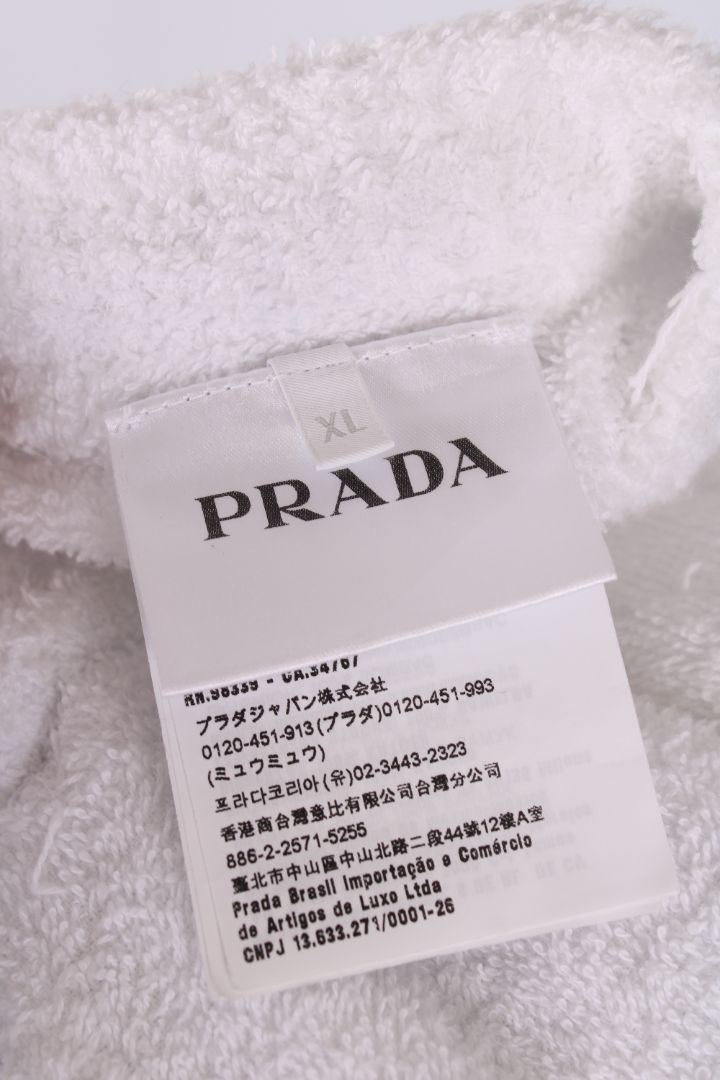 XL
PRADA
RN.98339 - CA.34767
プラダジャパン株式会社
0120-451-913(プラダ)0120-451-993
(ミュウミュウ)
프라다코리아(유)02-3443-2323
香港商台灣意比有限公司台灣分公司
886-2-2571-5255
臺北市中山區中山北路二段44號12樓A室
Prada Brasil Importação e Comércio
de Artigos de Luxo Ltda
CNPJ 13.633.271/0001-26